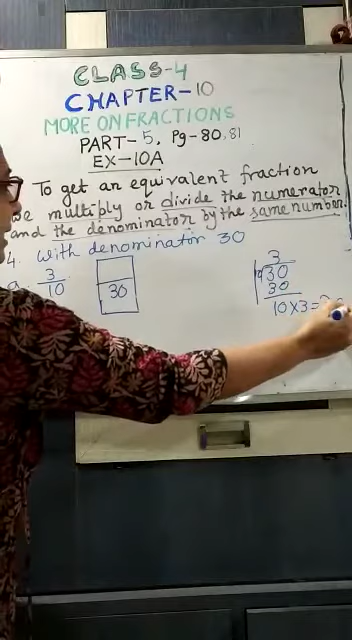 CLASS-4
CHAPTER-10
MORE ON FRACTIONS
PART-5, Pg-80,81
EX-10A
To get an equivalent fraction
we multiply or divide the numerator
and the denominator by the same number.
4. With denominator 30
a. 3/10
30
3
10 30
30
10×3=